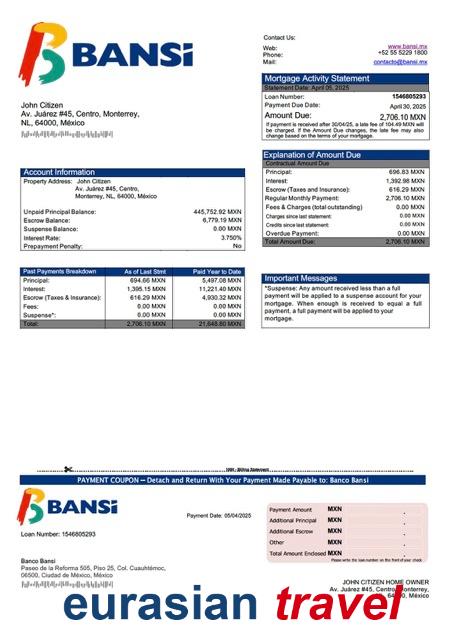 BANSi
Contact Us:
Web: www.bansi.mx
Phone: +52 55 5229 1800
Mail: contacto@bansi.mx
Mortgage Activity Statement
Statement Date: April 05, 2025
Loan Number: 1546805293
Payment Due Date: April 30, 2025
Amount Due: 2,706.10 MXN
If payment is received after 30/04/25, a late fee of 104.49 MXN will
be charged. If the Amount Due changes, the late fee may also
change based on the terms of your mortgage.
John Citizen
Av. Juárez #45, Centro, Monterrey,
NL, 64000, México
Explanation of Amount Due
Contractual Amount Due
Principal: 696.83 MXN
Interest: 1,392.98 MXN
Escrow (Taxes and Insurance): 616.29 MXN
Regular Monthly Payment: 2,706.10 MXN
Fees & Charges (total outstanding) 0.00 MXN
Charges since last statement: 0.00 MXN
Credits since last statement: 0.00 MXN
Overdue Payment: 0.00 MXN
Total Amount Due: 2,706.10 MXN
Account Information
Property Address: John Citizen
Av. Juárez #45, Centro,
Monterrey, NL, 64000, México
Unpaid Principal Balance: 445,752.92 MXN
Escrow Balance: 6,779.19 MXN
Suspense Balance: 0.00 MXN
Interest Rate: 3.750%
Prepayment Penalty: No
Past Payments Breakdown As of Last Stmt Paid Year to Date
Principal: 694.66 MXN 5,497.08 MXN
Interest: 1,395.15 MXN 11,221.40 MXN
Escrow (Taxes & Insurance): 616.29 MXN 4,930.32 MXN
Fees: 0.00 MXN 0.00 MXN
Suspense*: 0.00 MXN 0.00 MXN
Total: 2,706.10 MXN 21,648.80 MXN
Important Messages
*Suspense: Any amount received less than a full
payment will be applied to a suspense account for your
mortgage. When enough is received to equal a full
payment, a full payment will be applied to your
mortgage.
PAYMENT COUPON – Detach and Return With Your Payment Made Payable to: Banco Bansi
BANSi
Payment Date: 05/04/2025
Loan Number: 1546805293
Payment Amount MXN
Additional Principal MXN
Additional Escrow MXN
Other MXN
Total Amount Enclosed MXN
Please write the loan number on the front of your check
Banco Bansi
Paseo de la Reforma 505, Piso 25, Col. Cuauhtémoc,
06500, Ciudad de México, México
JOHN CITIZEN HOME OWNER
Av. Juárez #45, Centro, Monterrey,
México
eurasian travel